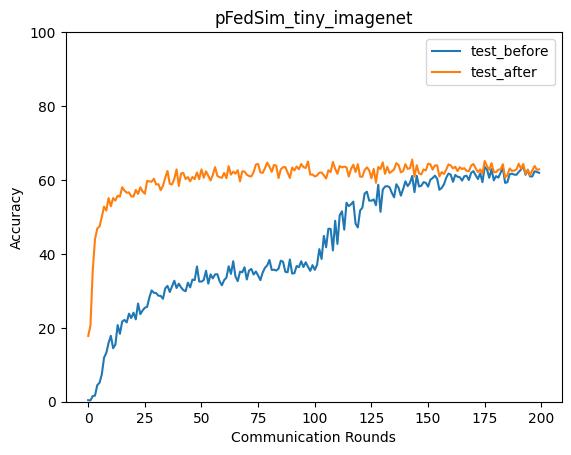 pFedSim_tiny_imagenet
test_before
test_after
Accuracy
100
80
60
40
20
0
0 25 50 75 100 125 150 175 200
Communication Rounds